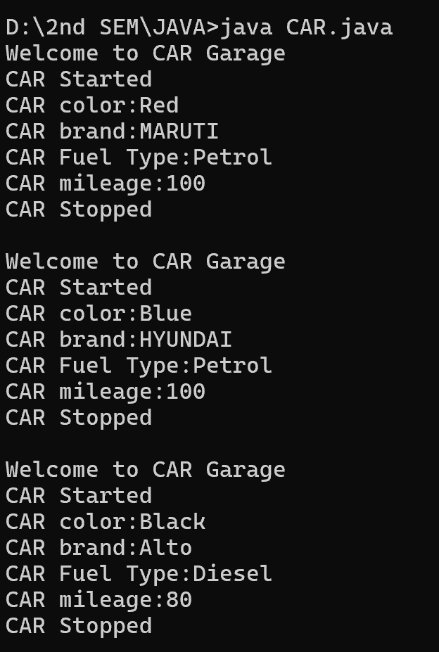 D:\2nd SEM\JAVA>java CAR.java
Welcome to CAR Garage
CAR Started
CAR color:Red
CAR brand:MARUTI
CAR Fuel Type:Petrol
CAR mileage:100
CAR Stopped

Welcome to CAR Garage
CAR Started
CAR color:Blue
CAR brand:HYUNDAI
CAR Fuel Type:Petrol
CAR mileage:100
CAR Stopped

Welcome to CAR Garage
CAR Started
CAR color:Black
CAR brand:Alto
CAR Fuel Type:Diesel
CAR mileage:80
CAR Stopped